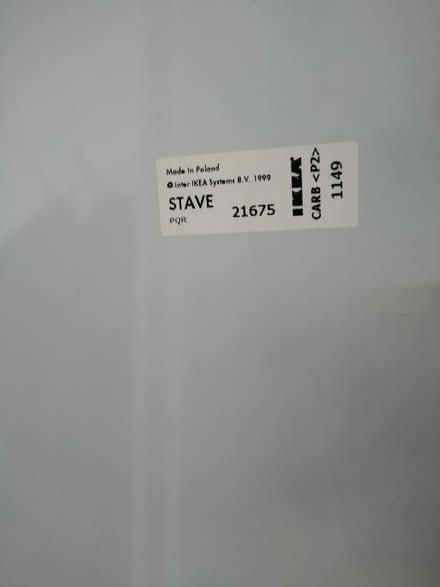 Made in Poland
© Inter IKEA Systems B.V. 1999
STAVE
PQR
21675
IKEA
CARB <P2>
1149